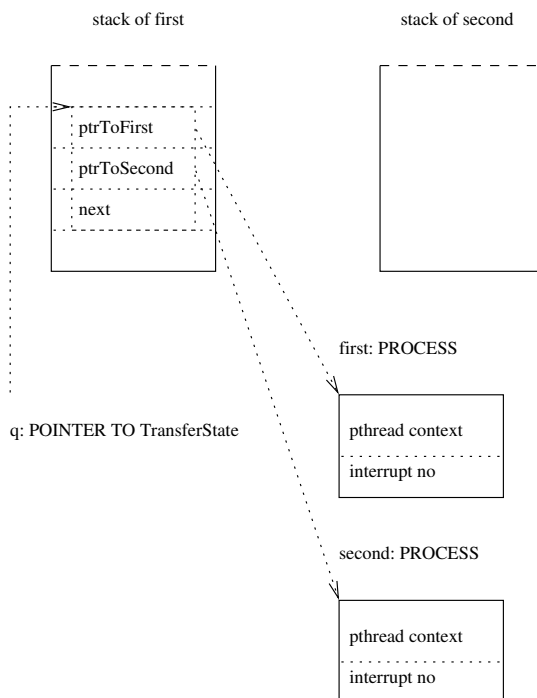 stack of first
stack of second
ptrToFirst
ptrToSecond
next
first: PROCESS
q: POINTER TO TransferState
pthread context
interrupt no
second: PROCESS
pthread context
interrupt no